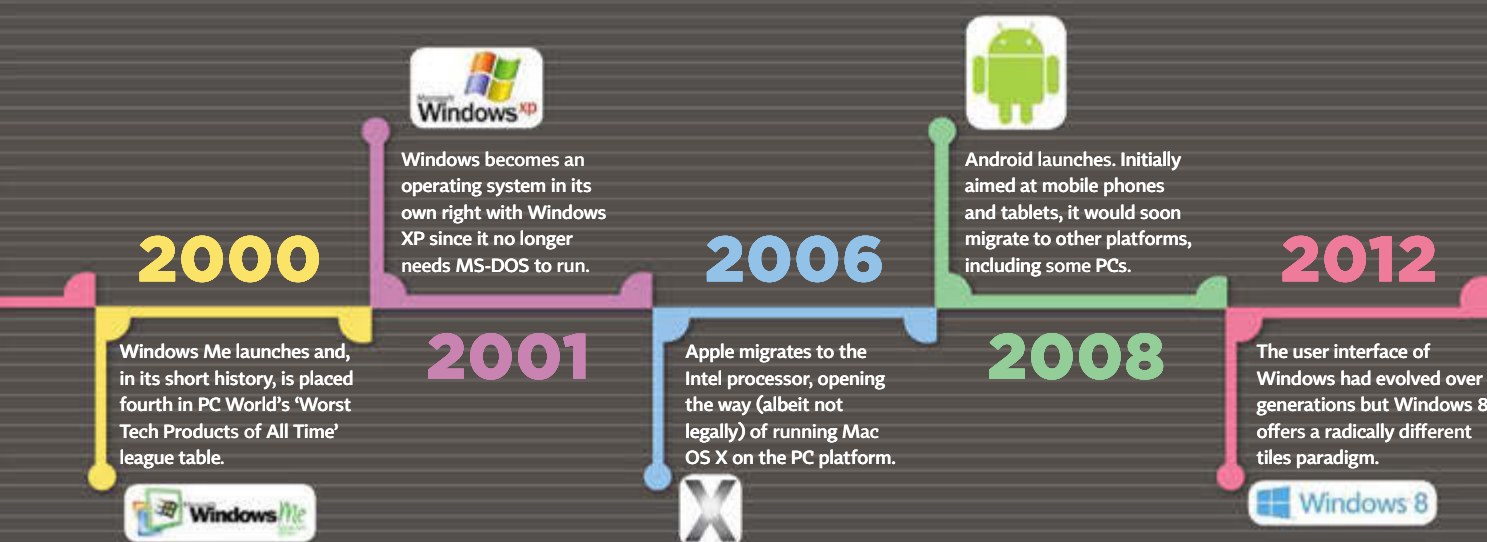 Windows xp
Windows becomes an
operating system in its
own right with Windows
XP since it no longer
needs MS-DOS to run.
Android launches. Initially
aimed at mobile phones
and tablets, it would soon
migrate to other platforms,
including some PCs.
2000
2006
2012
Windows Me launches and,
in its short history, is placed
fourth in PC World's ‘Worst
Tech Products of All Time’
league table.
Windows Me
2001
Apple migrates to the
Intel processor, opening
the way (albeit not
legally) of running Mac
OS X on the PC platform.
X
2008
The user interface of
Windows had evolved over
generations but Windows 8
offers a radically different
tiles paradigm.
Windows 8